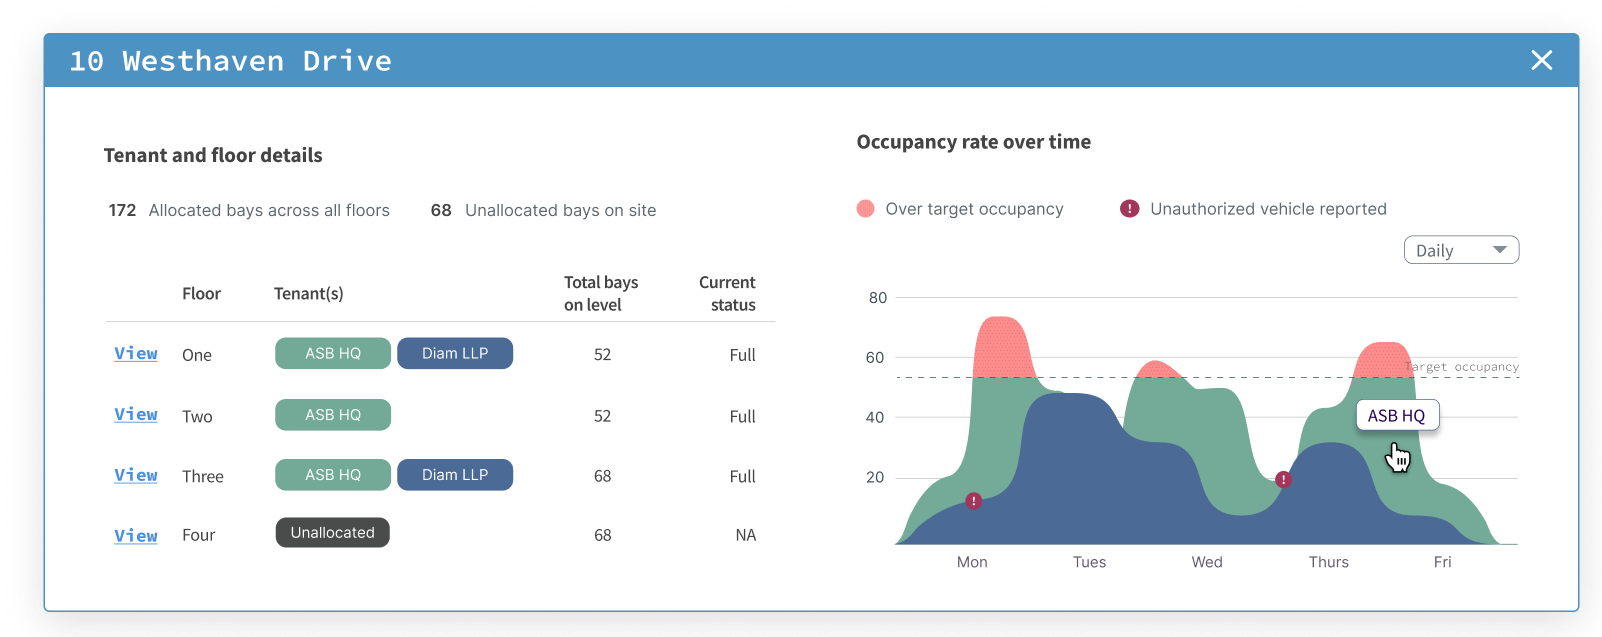 10 Westhaven Drive
Tenant and floor details
172 Allocated bays across all floors 68 Unallocated bays on site
Floor Tenant(s) Total bays on level Current status
View One ASB HQ Diam LLP 52 Full
View Two ASB HQ 52 Full
View Three ASB HQ Diam LLP 68 Full
View Four Unallocated 68 NA
Occupancy rate over time
Over target occupancy ! Unauthorized vehicle reported
Daily
80
60
Target occupancy
40
ASB HQ
20
!
!
Mon Tues Wed Thurs Fri